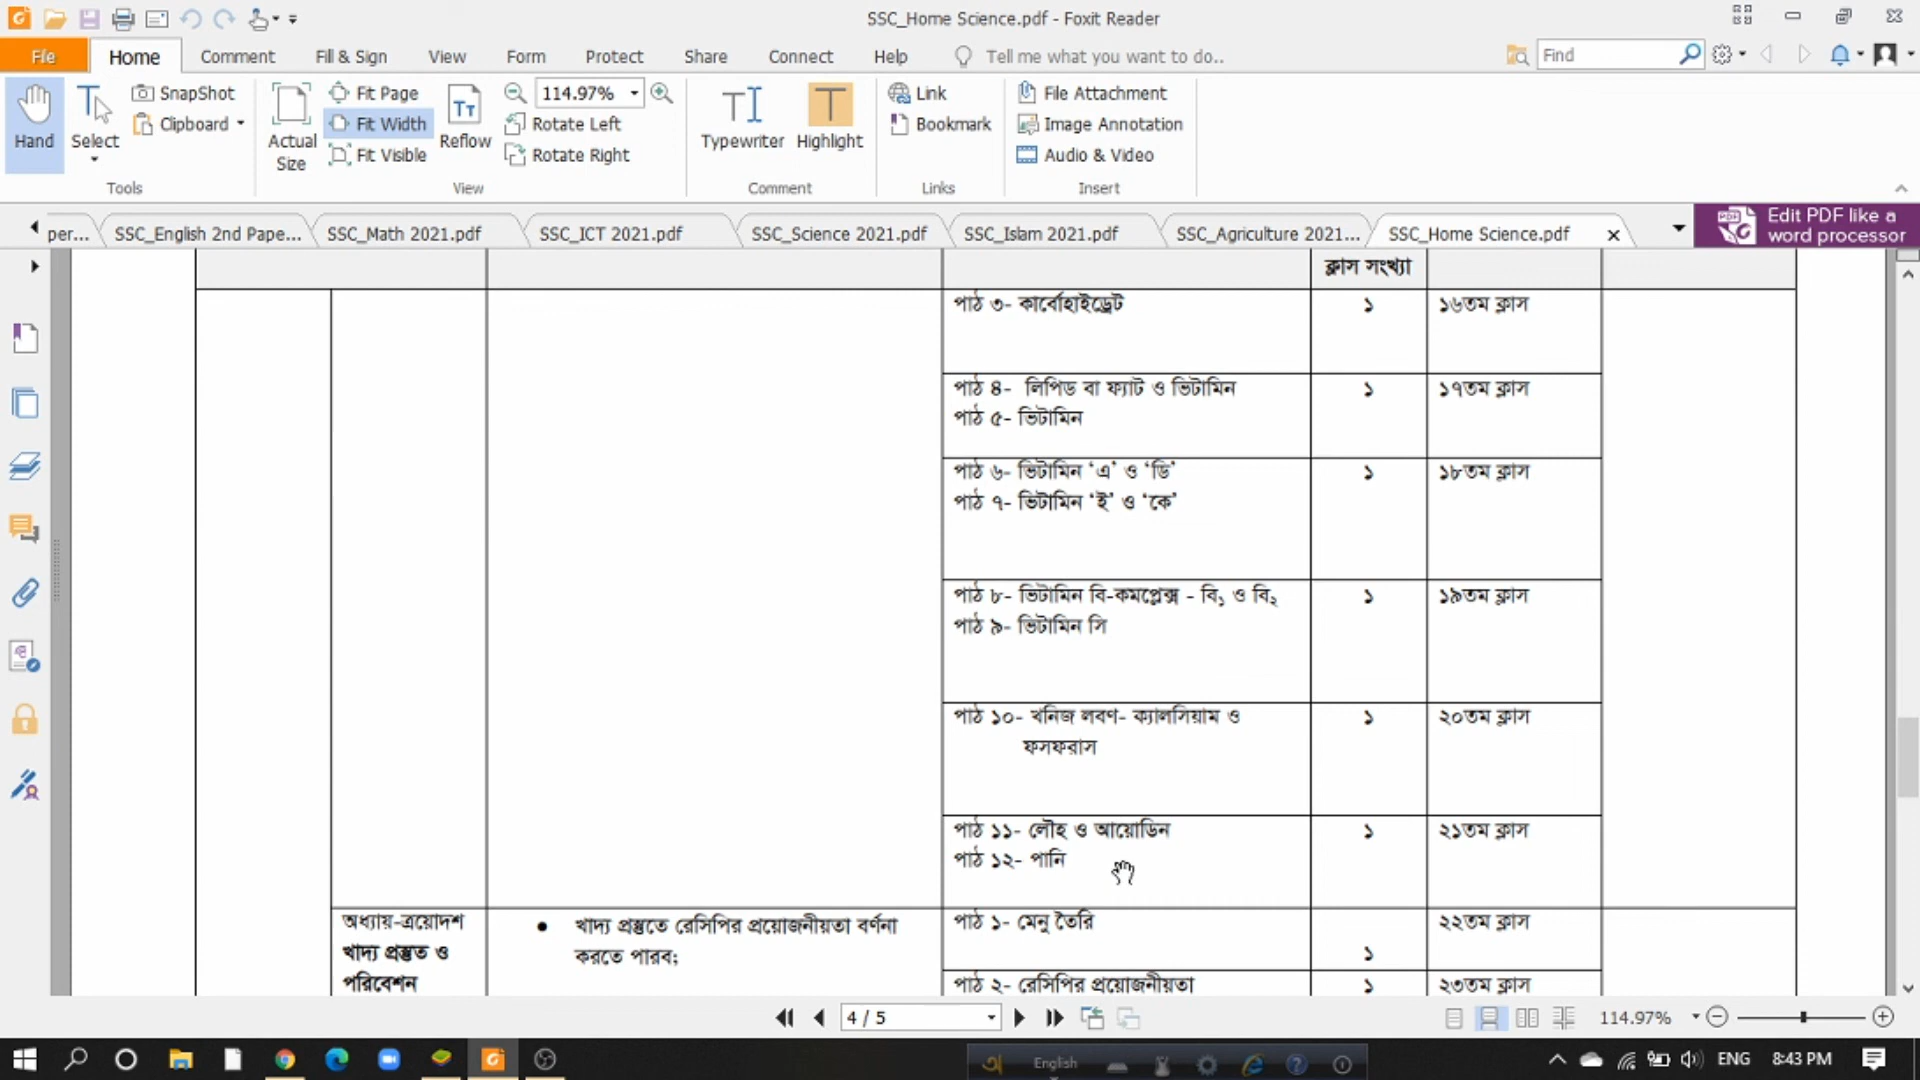 SSC_Home Science.pdf - Foxit Reader
File
Home
Comment
Fill & Sign
View
Form
Protect
Share
Connect
Help
Tell me what you want to do..
Find
Hand
Select
SnapShot
Clipboard
Tools
Actual
Size
Fit Page
Fit Width
Fit Visible
Reflow
114.97%
Rotate Left
Rotate Right
View
Typewriter
Highlight
Comment
Link
Bookmark
Links
File Attachment
Image Annotation
Audio & Video
Insert
per...
SSC_English 2nd Pape...
SSC_Math 2021.pdf
SSC_ICT 2021.pdf
SSC_Science 2021.pdf
SSC_Islam 2021.pdf
SSC_Agriculture 2021...
SSC_Home Science.pdf
Edit PDF like a
word processor
ক্লাস সংখ্যা
পাঠ ৩- কার্বোহাইড্রেট ১ ১৬তম ক্লাস
পাঠ ৪- লিপিড বা ফ্যাট ও ভিটামিন ১ ১৭তম ক্লাস
পাঠ ৫- ভিটামিন
পাঠ ৬- ভিটামিন ‘এ’ ও ‘ডি’ ১ ১৮তম ক্লাস
পাঠ ৭- ভিটামিন ‘ই’ ও ‘কে’
পাঠ ৮- ভিটামিন বি-কমপ্লেক্স - বি₁ ও বি₂ ১ ১৯তম ক্লাস
পাঠ ৯- ভিটামিন সি
পাঠ ১০- খনিজ লবণ- ক্যালসিয়াম ও ১ ২০তম ক্লাস
ফসফরাস
পাঠ ১১- লৌহ ও আয়োডিন ১ ২১তম ক্লাস
পাঠ ১২- পানি
অধ্যায়-ত্রয়োদশ
খাদ্য প্রস্তুত ও
পরিবেশন
• খাদ্য প্রস্তুতে রেসিপির প্রয়োজনীয়তা বর্ণনা
করতে পারব;
পাঠ ১- মেনু তৈরি ২২তম ক্লাস
১
পাঠ ২- রেসিপির প্রয়োজনীয়তা ১ ২৩তম ক্লাস
4 / 5
114.97%
English
ENG
8:43 PM